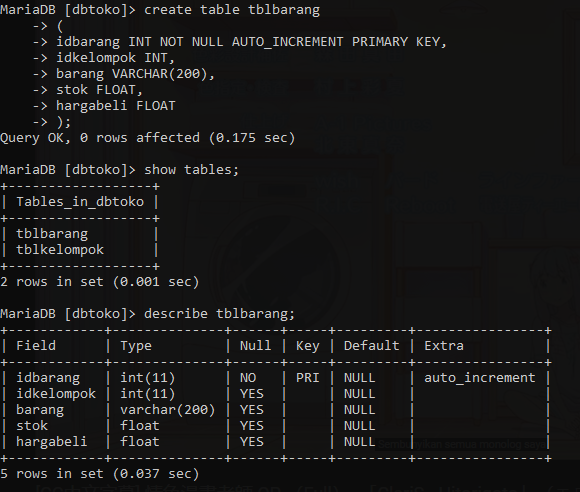 MariaDB [dbtoko]> create table tblbarang
    -> (
    -> idbarang INT NOT NULL AUTO_INCREMENT PRIMARY KEY,
    -> idkelompok INT,
    -> barang VARCHAR(200),
    -> stok FLOAT,
    -> hargabeli FLOAT
    -> );
Query OK, 0 rows affected (0.175 sec)

MariaDB [dbtoko]> show tables;
+------------------+
| Tables_in_dbtoko |
+------------------+
| tblbarang        |
| tblkelompok      |
+------------------+
2 rows in set (0.001 sec)

MariaDB [dbtoko]> describe tblbarang;
+------------+--------------+------+-----+---------+----------------+
| Field      | Type         | Null | Key | Default | Extra          |
+------------+--------------+------+-----+---------+----------------+
| idbarang   | int(11)      | NO   | PRI | NULL    | auto_increment |
| idkelompok | int(11)      | YES  |     | NULL    |                |
| barang     | varchar(200) | YES  |     | NULL    |                |
| stok       | float        | YES  |     | NULL    |                |
| hargabeli  | float        | YES  |     | NULL    |                |
+------------+--------------+------+-----+---------+----------------+
5 rows in set (0.037 sec)